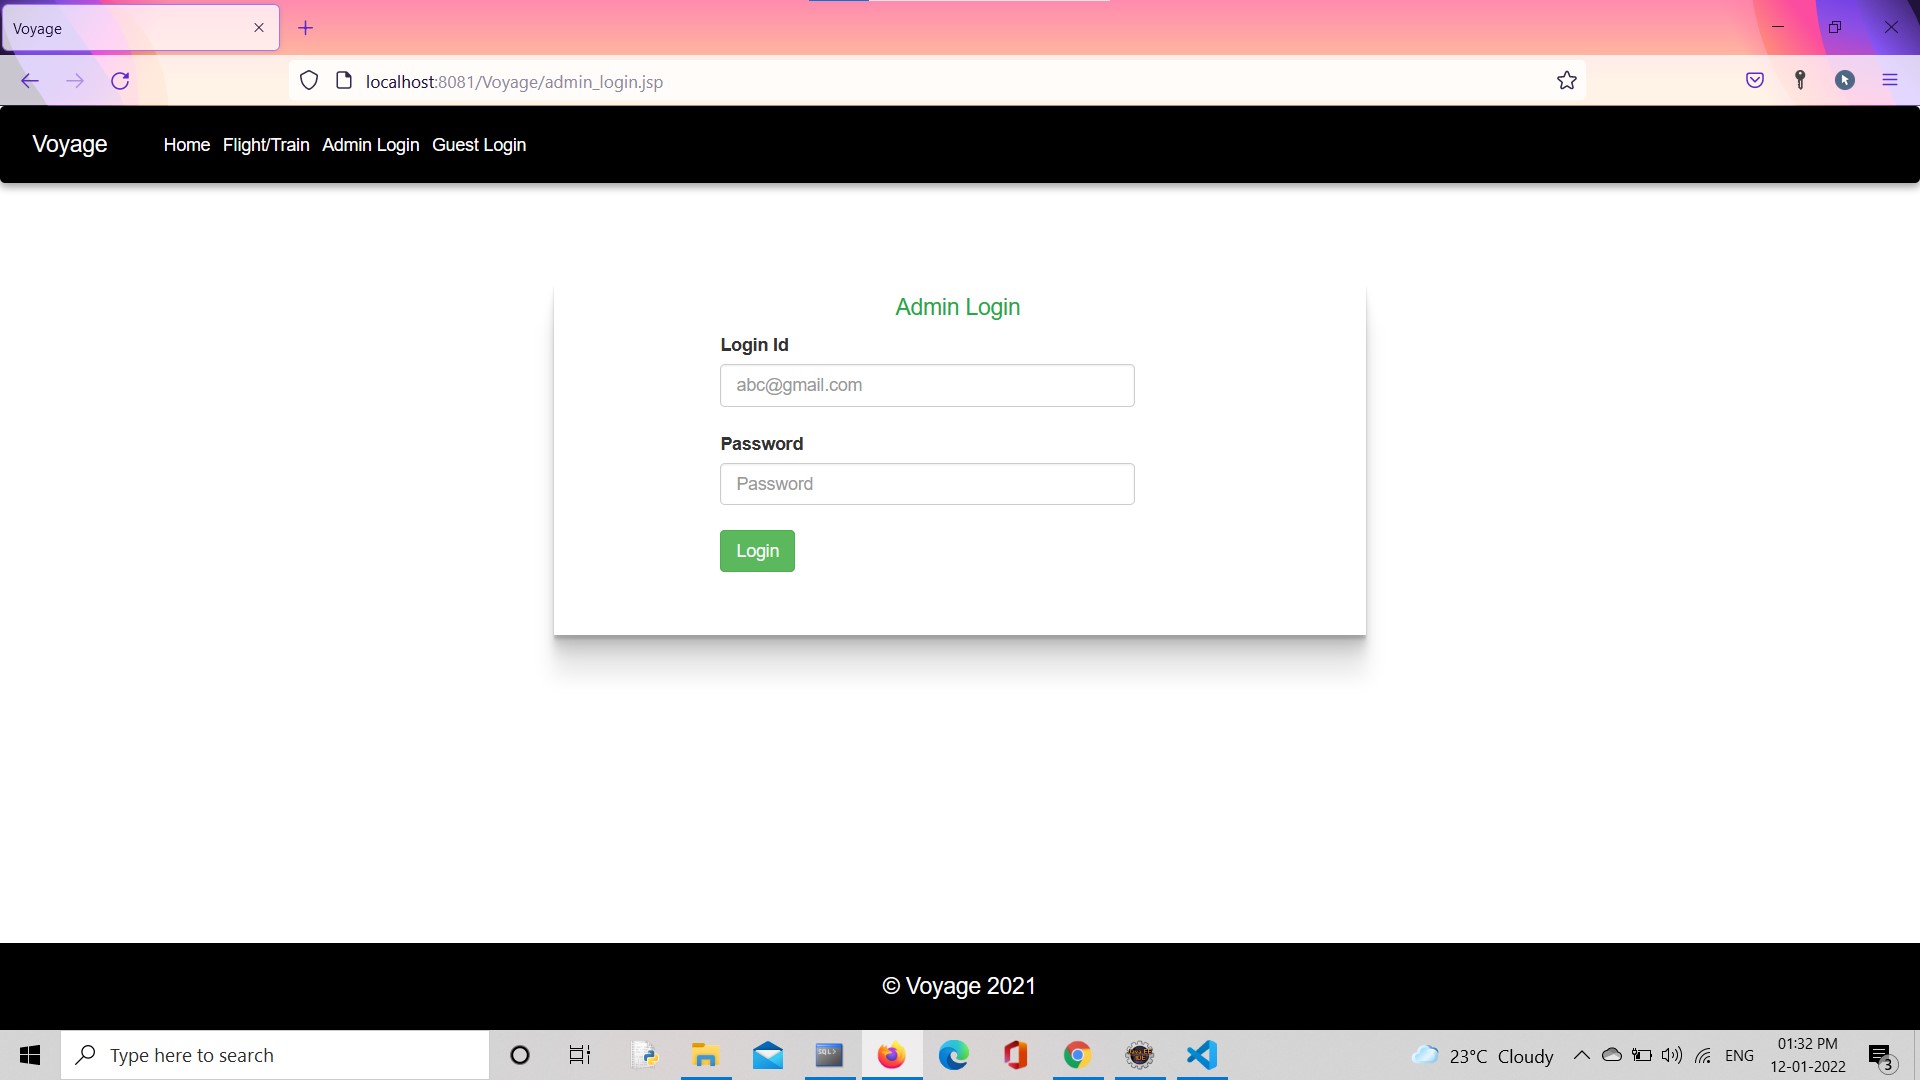 Voyage
localhost:8081/Voyage/admin_login.jsp
Voyage Home Flight/Train Admin Login Guest Login
Admin Login
Login Id
abc@gmail.com
Password
Password
Login
© Voyage 2021
Type here to search
SQL>
23°C Cloudy
ENG
01:32 PM
12-01-2022
3